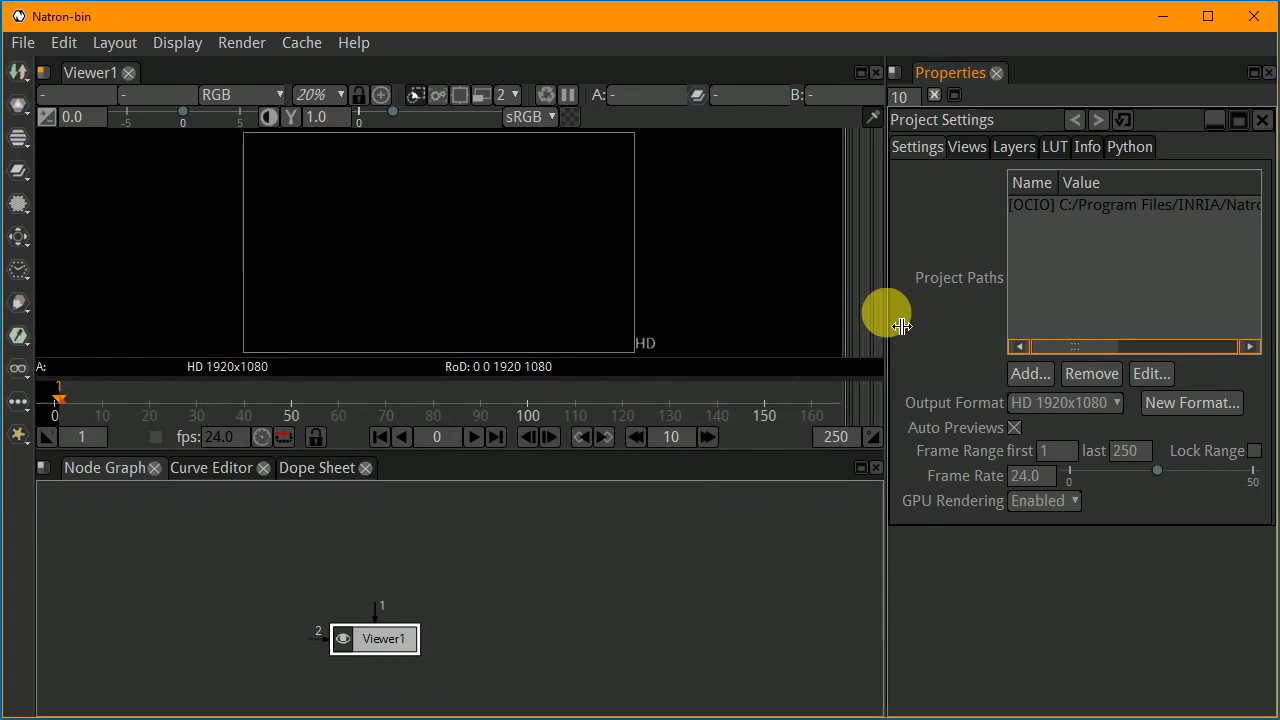 Natron-bin
File Edit Layout Display Render Cache Help
Viewer1
Properties
- - RGB 20% 2 A: - - B: -
10
0.0 -5 0 5 Y 1.0 0 sRGB
Project Settings
Settings Views Layers LUT Info Python
Name Value
[OCIO] C:/Program Files/INRIA/Natro
Project Paths
HD
A: HD 1920x1080 RoD: 0 0 1920 1080
Add... Remove Edit...
1
0 10 20 30 40 50 60 70 80 90 100 110 120 130 140 150 160
Output Format HD 1920x1080 New Format...
Auto Previews
1 fps: 24.0 0 10 250
Frame Range first 1 last 250 Lock Range
Frame Rate 24.0 0 50
GPU Rendering Enabled
Node Graph Curve Editor Dope Sheet
1
2
Viewer1